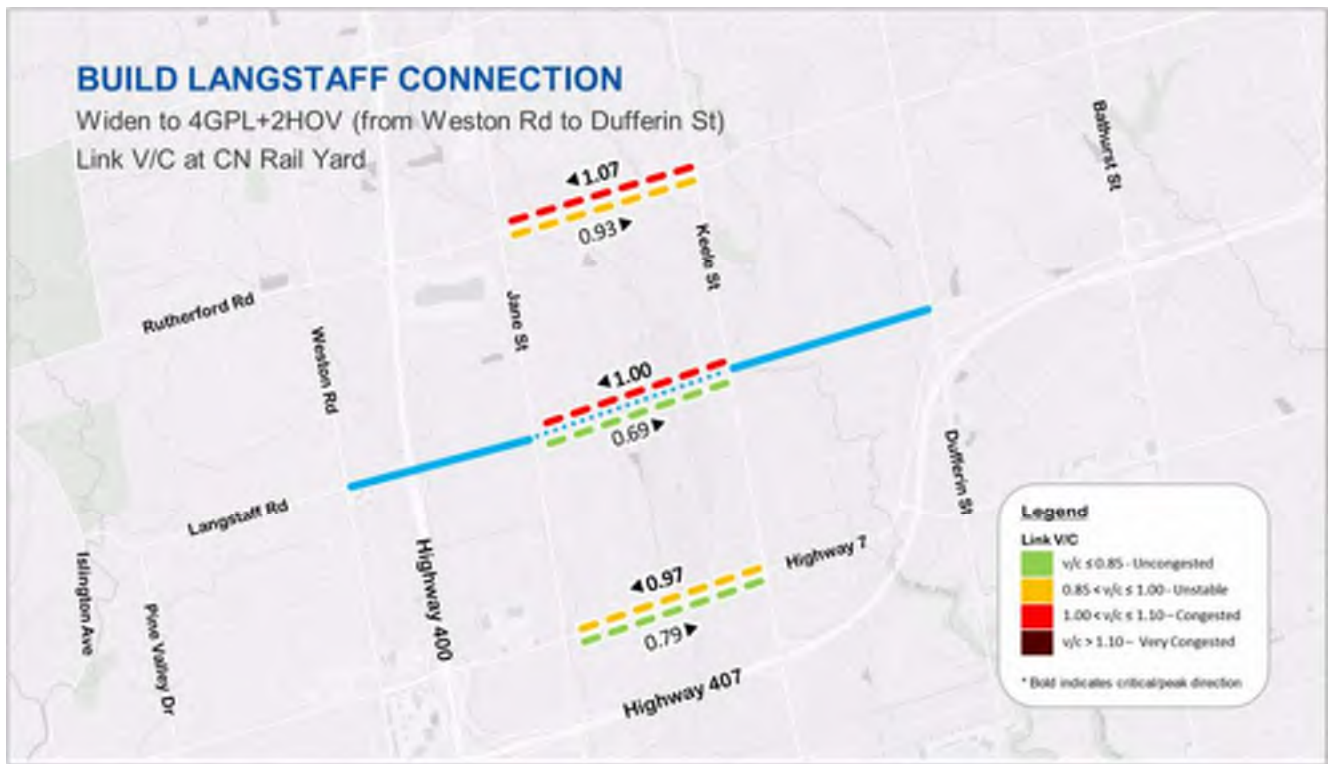 BUILD LANGSTAFF CONNECTION
Widen to 4GPL+2HOV (from Weston Rd to Dufferin St)
Link V/C at CN Rail Yard
Bathurst St
◄1.07
0.93►
Keele St
Rutherford Rd
Jane St
Weston Rd
◄1.00
0.69►
Langstaff Rd
Dufferin St
Highway 400
Islington Ave
Pine Valley Dr
◄0.97
0.79►
Highway 7
Highway 407
Legend
Link V/C
v/c ≤ 0.85 - Uncongested
0.85 < v/c ≤ 1.00 - Unstable
1.00 < v/c ≤ 1.10 – Congested
v/c > 1.10 – Very Congested
* Bold indicates critical/peak direction